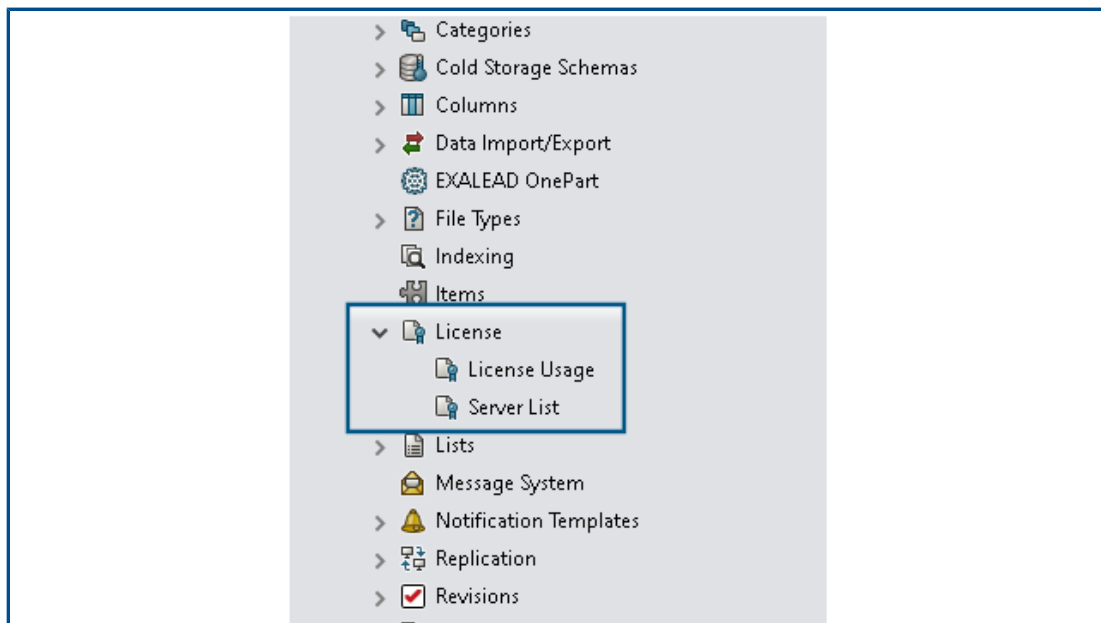 Categories
Cold Storage Schemas
Columns
Data Import/Export
EXALEAD OnePart
File Types
Indexing
Items
License
License Usage
Server List
Lists
Message System
Notification Templates
Replication
Revisions